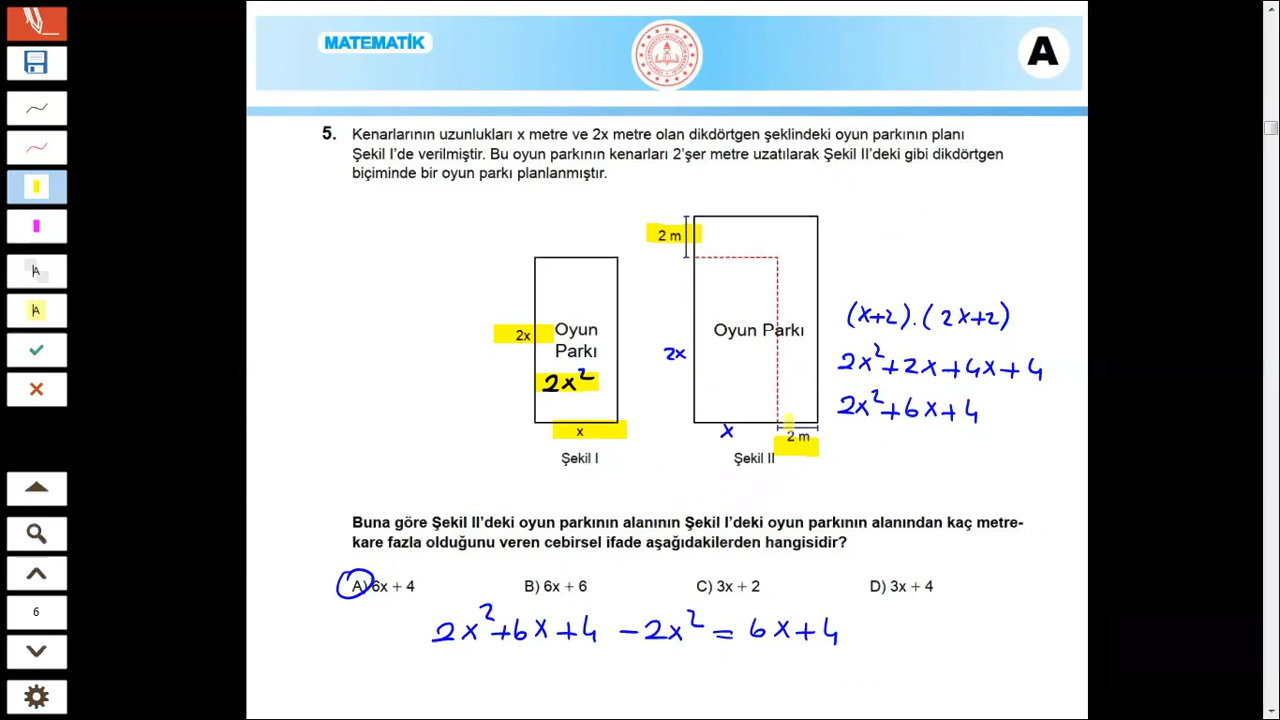 MATEMATİK
A
5. Kenarlarının uzunlukları x metre ve 2x metre olan dikdörtgen şeklindeki oyun parkının planı
Şekil I'de verilmiştir. Bu oyun parkının kenarları 2'şer metre uzatılarak Şekil II'deki gibi dikdörtgen
biçiminde bir oyun parkı planlanmıştır.
2 m
2x
Oyun
Parkı
2x²
x
Şekil I
Oyun Parkı
2x
x
2 m
Şekil II
(x+2).(2x+2)
2x²+2x+4x+4
2x²+6x+4
Buna göre Şekil II'deki oyun parkının alanının Şekil I'deki oyun parkının alanından kaç metre-
kare fazla olduğunu veren cebirsel ifade aşağıdakilerden hangisidir?
A) 6x + 4 B) 6x + 6 C) 3x + 2 D) 3x + 4
2x²+6x+4 -2x² = 6x+4
A
A
6